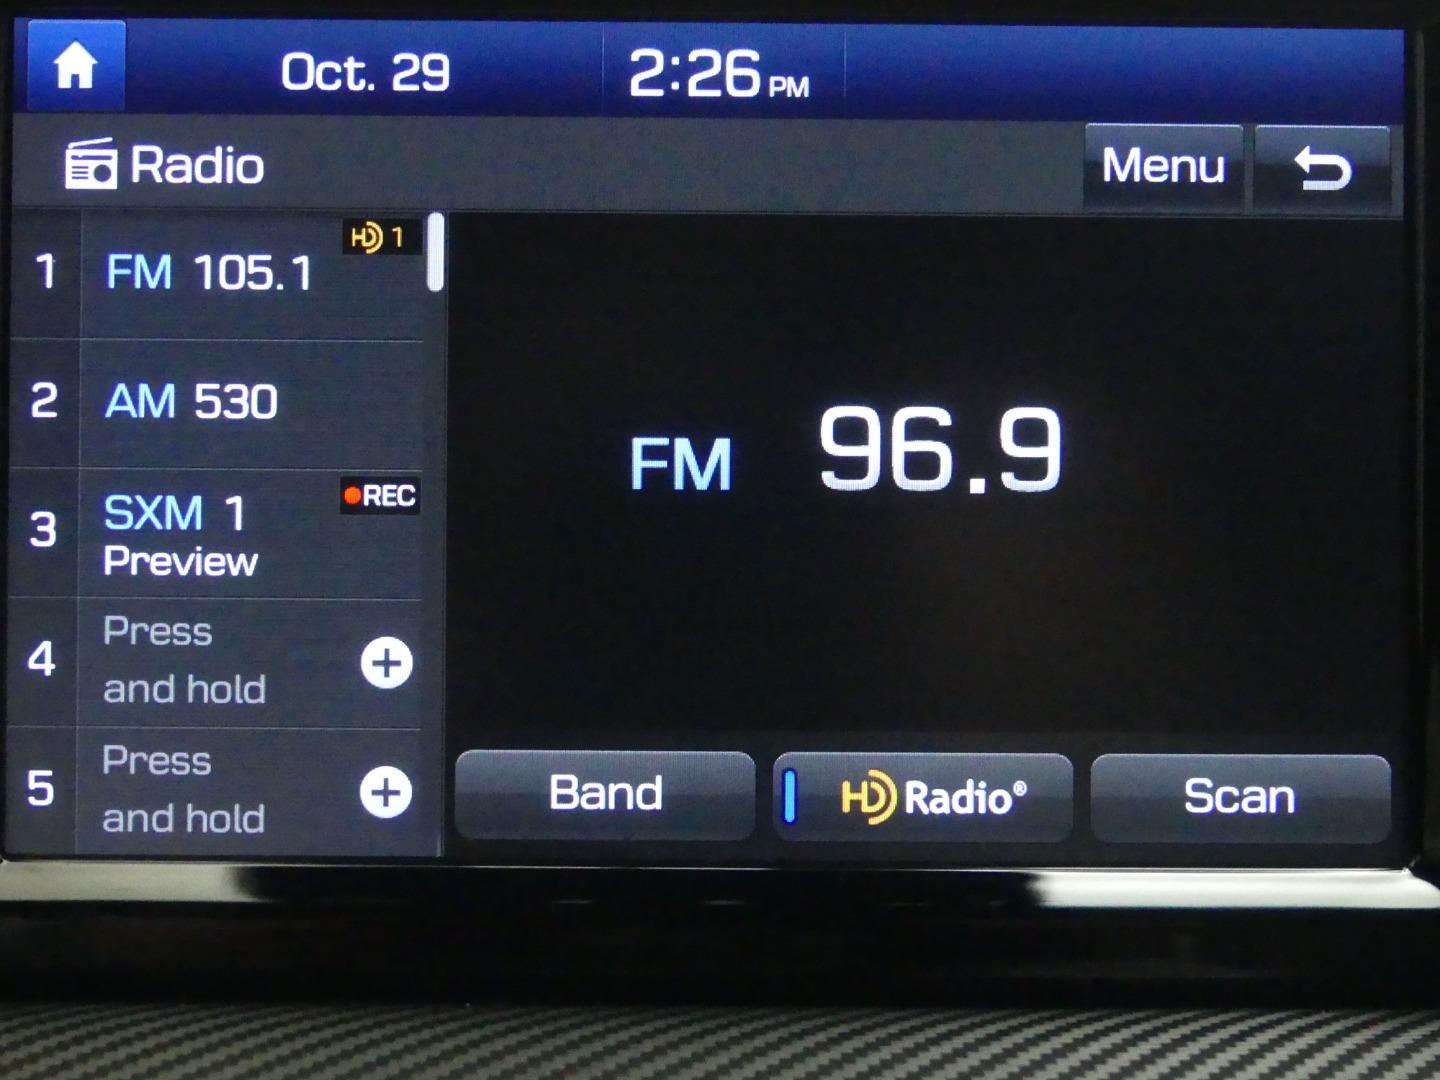 Oct. 29 2:26 PM
Radio Menu
1 FM 105.1 HD 1
2 AM 530
3 SXM 1 REC
Preview
4 Press
and hold
5 Press
and hold
FM 96.9
Band HD Radio® Scan